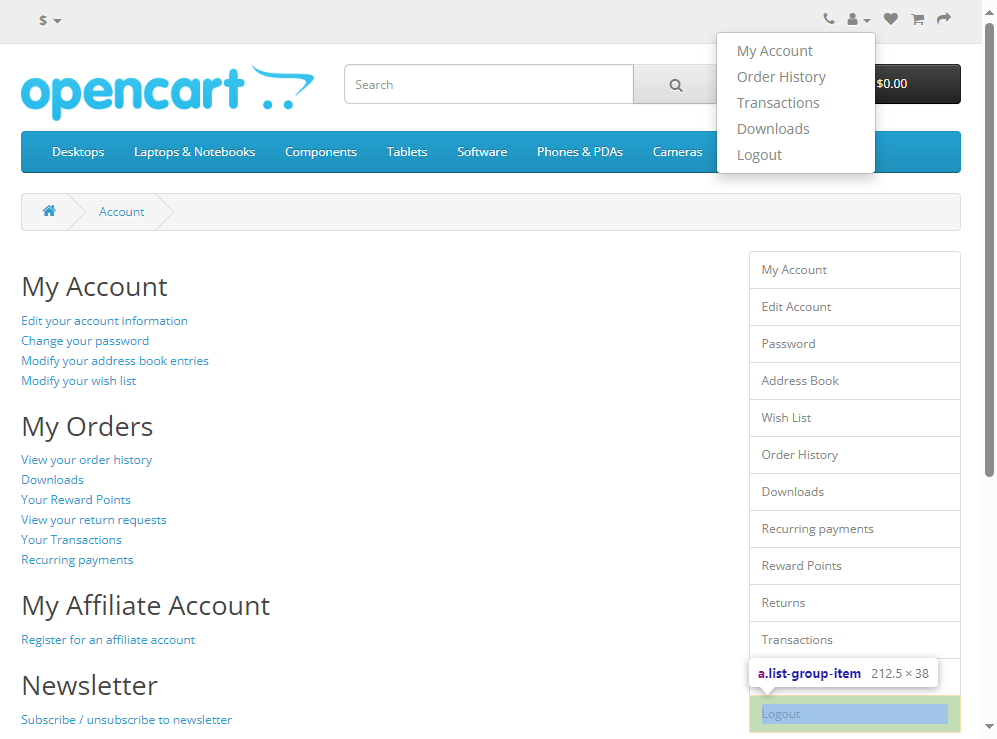 $
My Account
Order History
Transactions
Downloads
Logout
opencart
Search
$0.00
Desktops
Laptops & Notebooks
Components
Tablets
Software
Phones & PDAs
Cameras
Account
My Account
Edit your account information
Change your password
Modify your address book entries
Modify your wish list
My Orders
View your order history
Downloads
Your Reward Points
View your return requests
Your Transactions
Recurring payments
My Affiliate Account
Register for an affiliate account
Newsletter
Subscribe / unsubscribe to newsletter
My Account
Edit Account
Password
Address Book
Wish List
Order History
Downloads
Recurring payments
Reward Points
Returns
Transactions
a.list-group-item 212.5 × 38
Logout